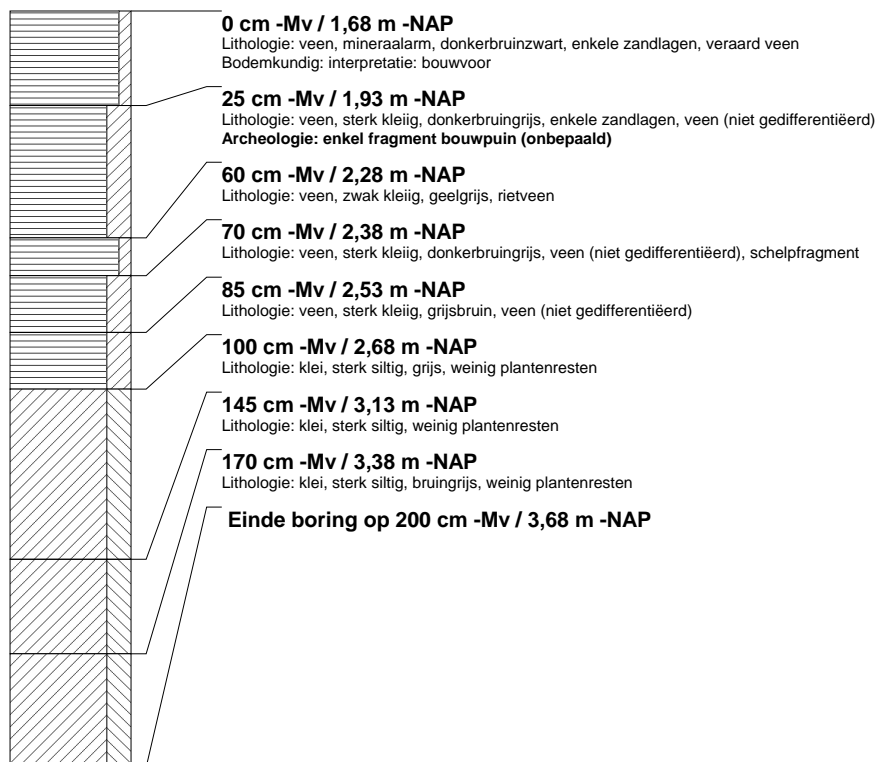 0 cm -Mv / 1,68 m -NAP
Lithologie: veen, mineraalarm, donkerbruinzwart, enkele zandlagen, veraard veen
Bodemkundig: interpretatie: bouwvoor
25 cm -Mv / 1,93 m -NAP
Lithologie: veen, sterk kleiig, donkerbruingrijs, enkele zandlagen, veen (niet gedifferentiëerd)
Archeologie: enkel fragment bouwpuin (onbepaald)
60 cm -Mv / 2,28 m -NAP
Lithologie: veen, zwak kleiig, geelgrijs, rietveen
70 cm -Mv / 2,38 m -NAP
Lithologie: veen, sterk kleiig, donkerbruingrijs, veen (niet gedifferentiëerd), schelpfragment
85 cm -Mv / 2,53 m -NAP
Lithologie: veen, sterk kleiig, grijsbruin, veen (niet gedifferentiëerd)
100 cm -Mv / 2,68 m -NAP
Lithologie: klei, sterk siltig, grijs, weinig plantenresten
145 cm -Mv / 3,13 m -NAP
Lithologie: klei, sterk siltig, weinig plantenresten
170 cm -Mv / 3,38 m -NAP
Lithologie: klei, sterk siltig, bruingrijs, weinig plantenresten
Einde boring op 200 cm -Mv / 3,68 m -NAP